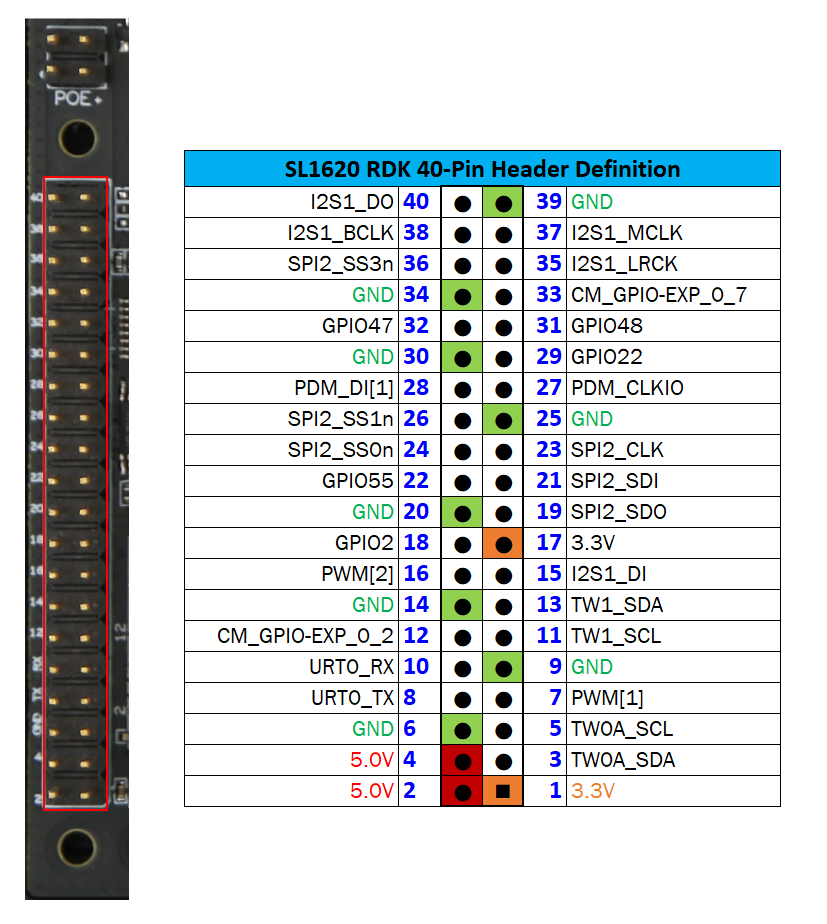 POE+
SL1620 RDK 40-Pin Header Definition
I2S1_DO 40 39 GND
I2S1_BCLK 38 37 I2S1_MCLK
SPI2_SS3n 36 35 I2S1_LRCK
GND 34 33 CM_GPIO-EXP_0_7
GPIO47 32 31 GPIO48
GND 30 29 GPIO22
PDM_DI[1] 28 27 PDM_CLKIO
SPI2_SS1n 26 25 GND
SPI2_SS0n 24 23 SPI2_CLK
GPIO55 22 21 SPI2_SDI
GND 20 19 SPI2_SDO
GPIO2 18 17 3.3V
PWM[2] 16 15 I2S1_DI
GND 14 13 TW1_SDA
CM_GPIO-EXP_0_2 12 11 TW1_SCL
URT0_RX 10 9 GND
URT0_TX 8 7 PWM[1]
GND 6 5 TW0A_SCL
5.0V 4 3 TW0A_SDA
5.0V 2 1 3.3V
40
38
36
34
32
30
28
26
24
22
20
18
16
14
12
RX
TX
GND
4
2
12
2